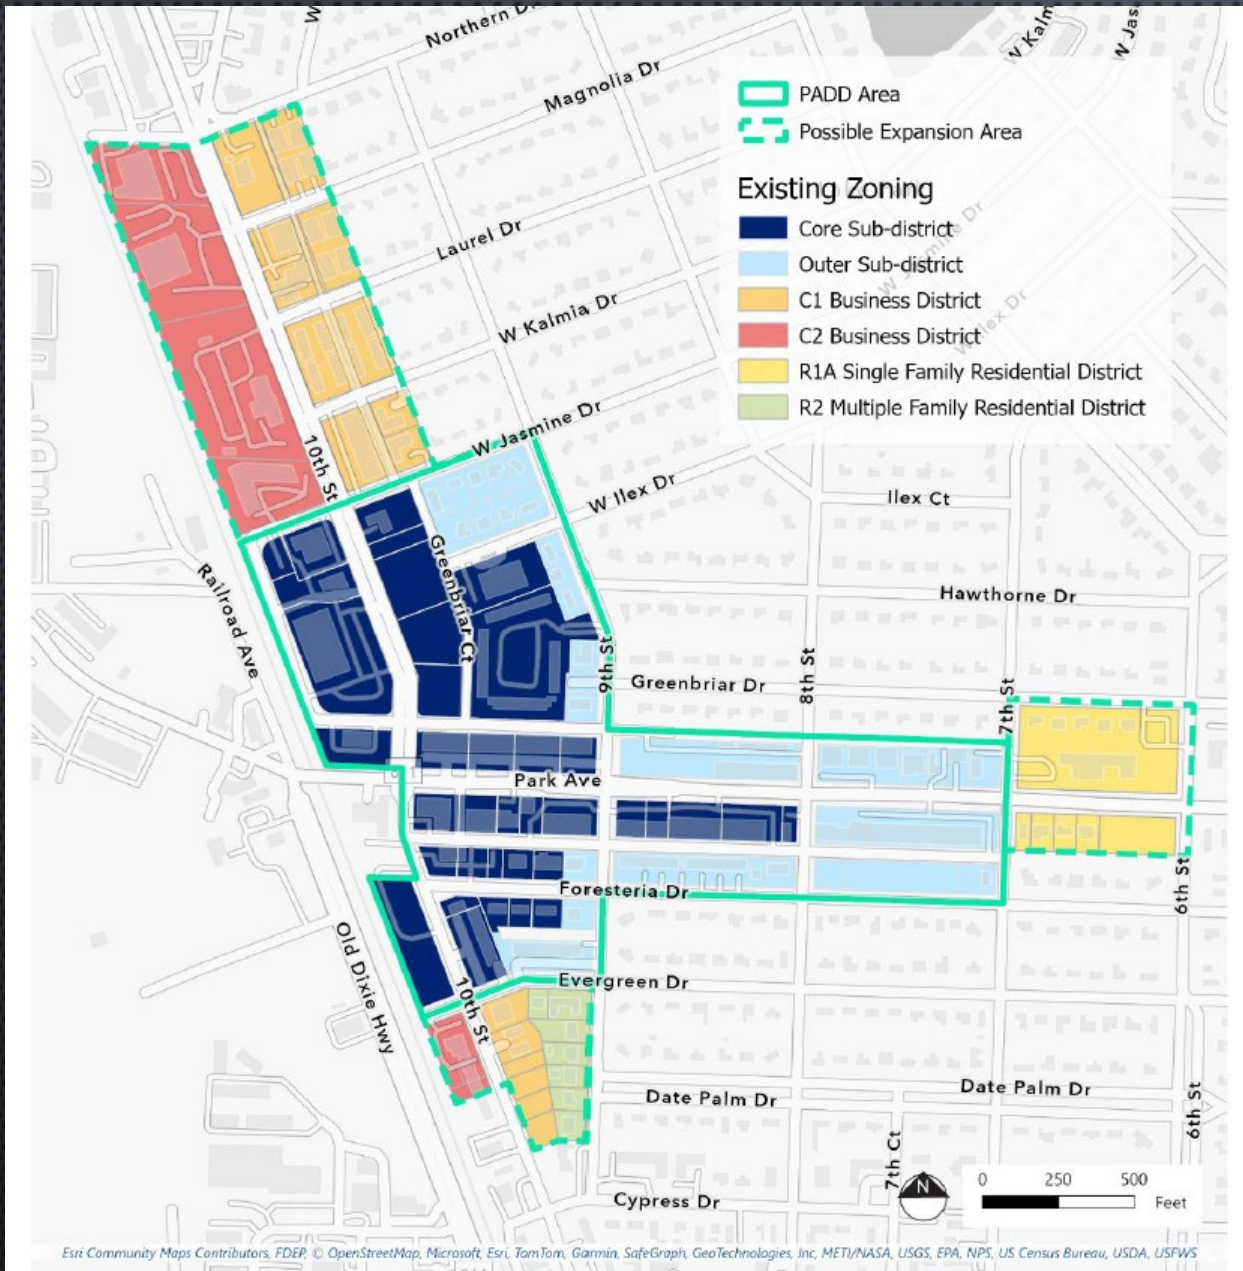 Northern
Magnolia Dr
W Kalm
W Jas
PADD Area
Possible Expansion Area
Existing Zoning
Core Sub-district
Outer Sub-district
C1 Business District
C2 Business District
R1A Single Family Residential District
R2 Multiple Family Residential District
W Jasmine Dr
W Ilex Dr
Laurel Dr
W Kalmia Dr
W Jasmine Dr
10th St
W Ilex Dr
Ilex Ct
Greenbriar Ct
Railroad Ave
Hawthorne Dr
9th St
8th St
7th St
Greenbriar Dr
Park Ave
Foresteria Dr
6th St
Old Dixie Hwy
Evergreen Dr
10th St
Date Palm Dr
Date Palm Dr
6th St
7th Ct
Cypress Dr
N
0 250 500
Feet
Esri Community Maps Contributors, FDEP, © OpenStreetMap, Microsoft, Esri, TomTom, Garmin, SafeGraph, GeoTechnologies, Inc, METI/NASA, USGS, EPA, NPS, US Census Bureau, USDA, USFWS